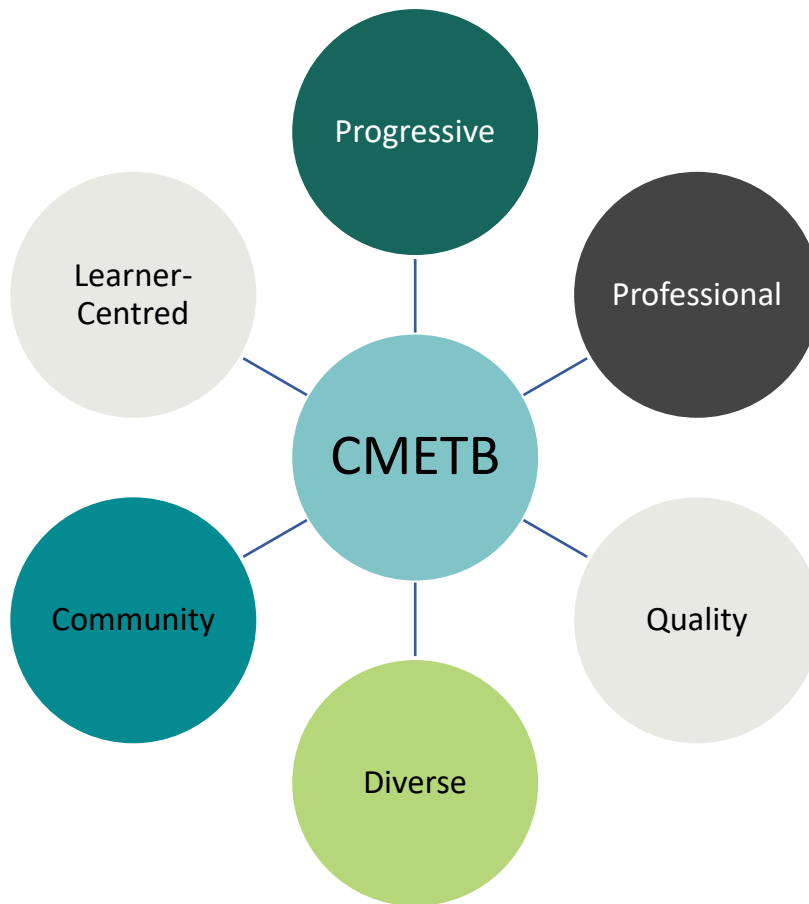 Progressive
Learner-
Centred
Professional
CMETB
Community
Quality
Diverse